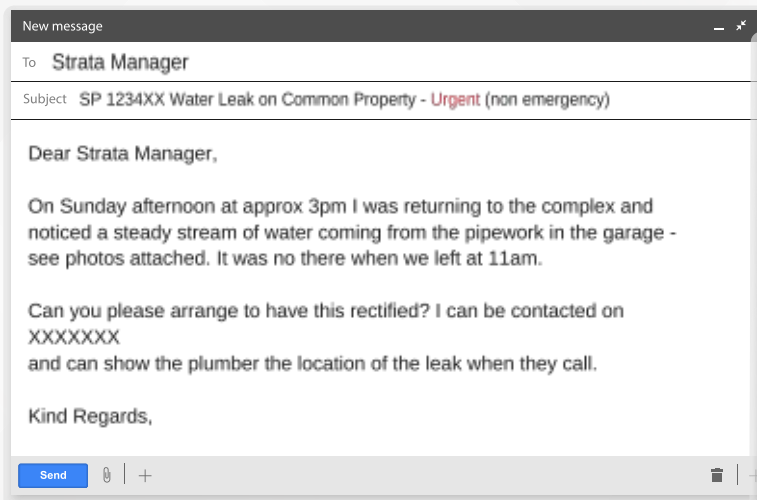 New message
To Strata Manager
Subject SP 1234XX Water Leak on Common Property - Urgent (non emergency)
Dear Strata Manager,
On Sunday afternoon at approx 3pm I was returning to the complex and
noticed a steady stream of water coming from the pipework in the garage -
see photos attached. It was no there when we left at 11am.
Can you please arrange to have this rectified? I can be contacted on
XXXXXXX
and can show the plumber the location of the leak when they call.
Kind Regards,
Send